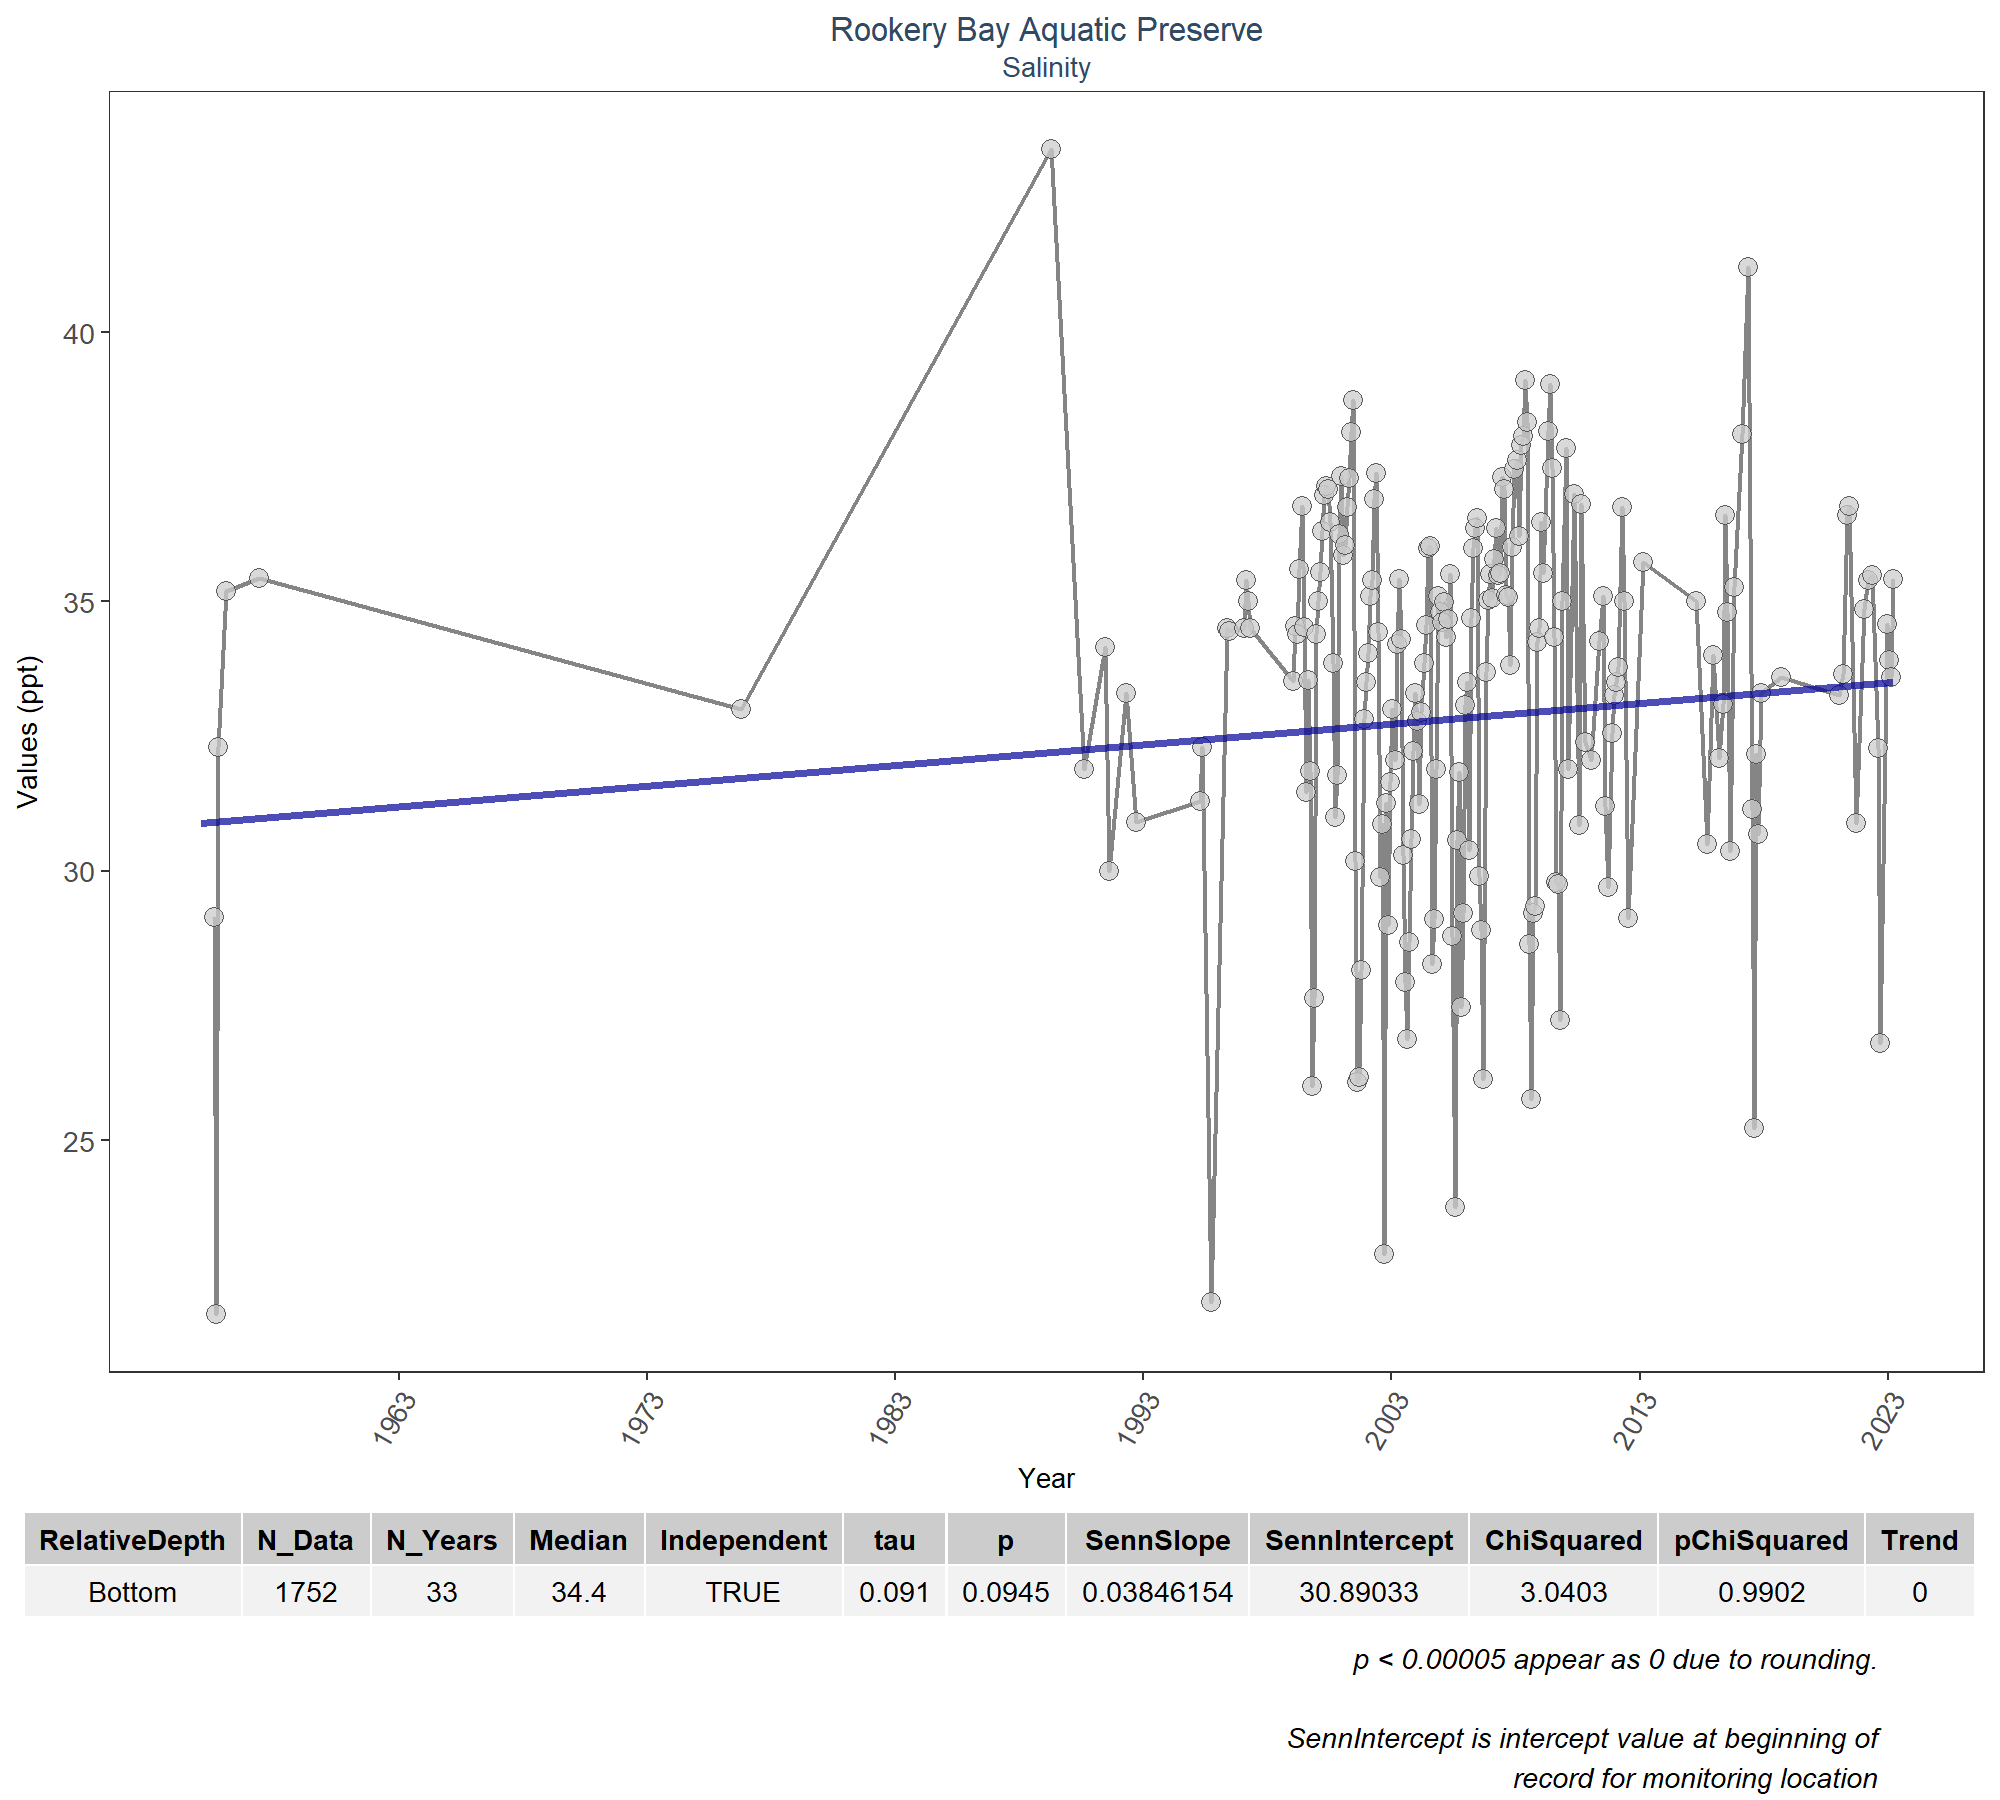 Rookery Bay Aquatic Preserve
Salinity
Values (ppt)
40
35
30
25
1963 1973 1983 1993 2003 2013 2023
Year
RelativeDepth N_Data N_Years Median Independent tau p SennSlope SennIntercept ChiSquared pChiSquared Trend
Bottom 1752 33 34.4 TRUE 0.091 0.0945 0.03846154 30.89033 3.0403 0.9902 0
p < 0.00005 appear as 0 due to rounding.
SennIntercept is intercept value at beginning of
record for monitoring location